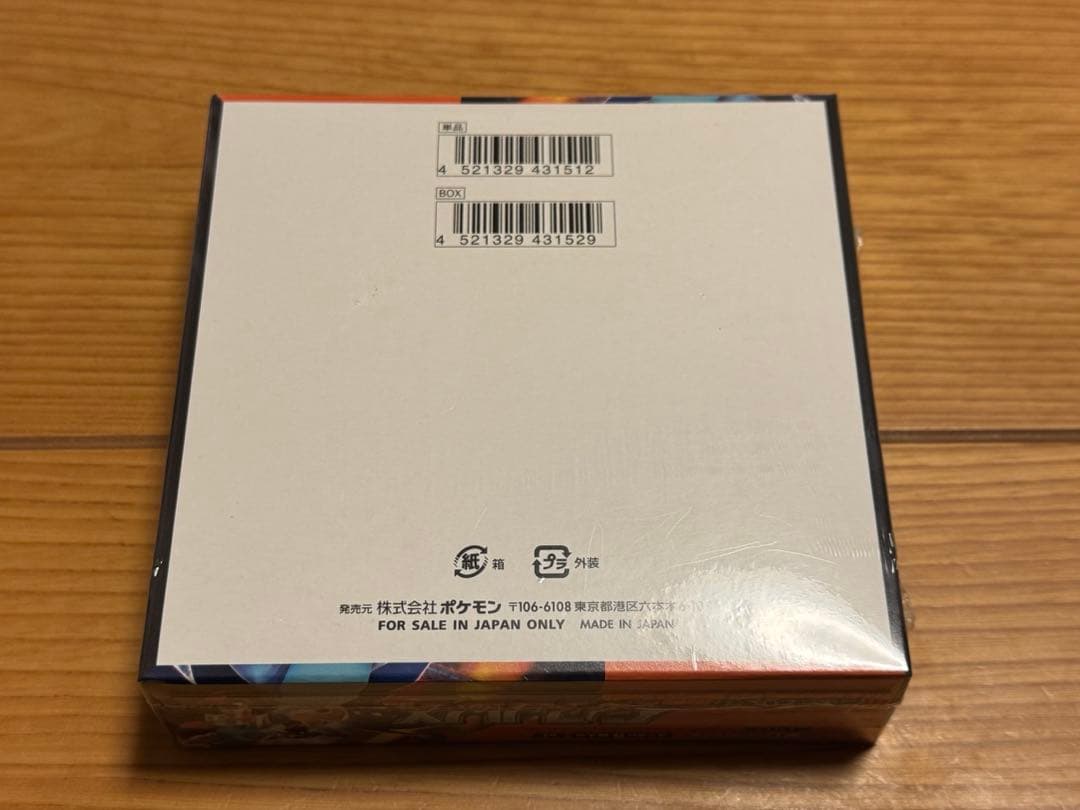 単品
4 521329 431512
BOX
4 521329 431529
紙 箱 プラ 外装
発売元 株式会社ポケモン 〒106-6108 東京都港区六本木6-10
FOR SALE IN JAPAN ONLY MADE IN JAPAN